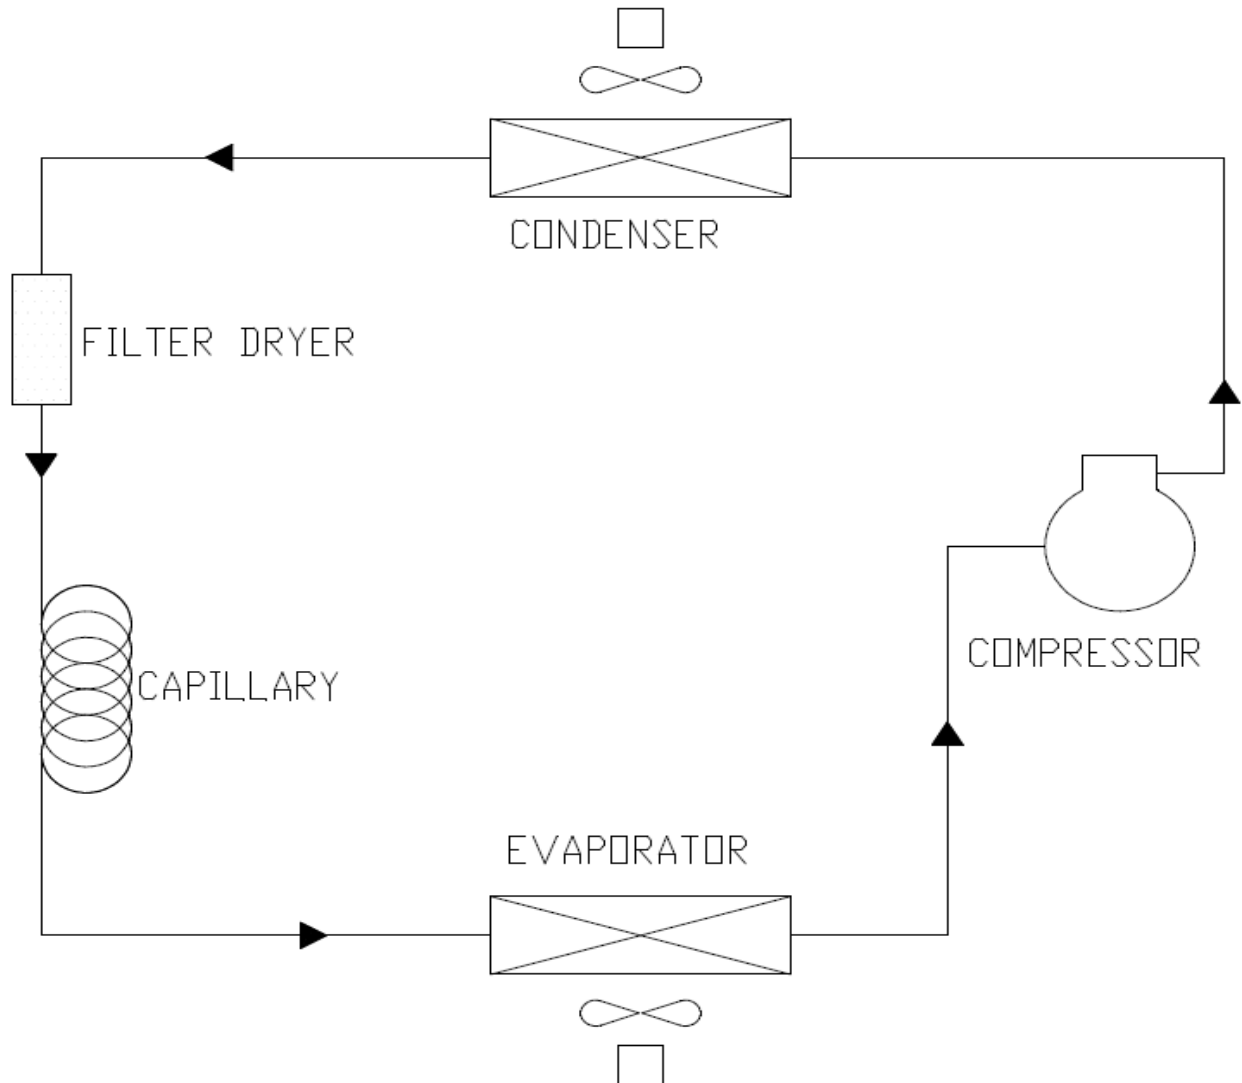 CONDENSER
FILTER DRYER
COMPRESSOR
CAPILLARY
EVAPORATOR